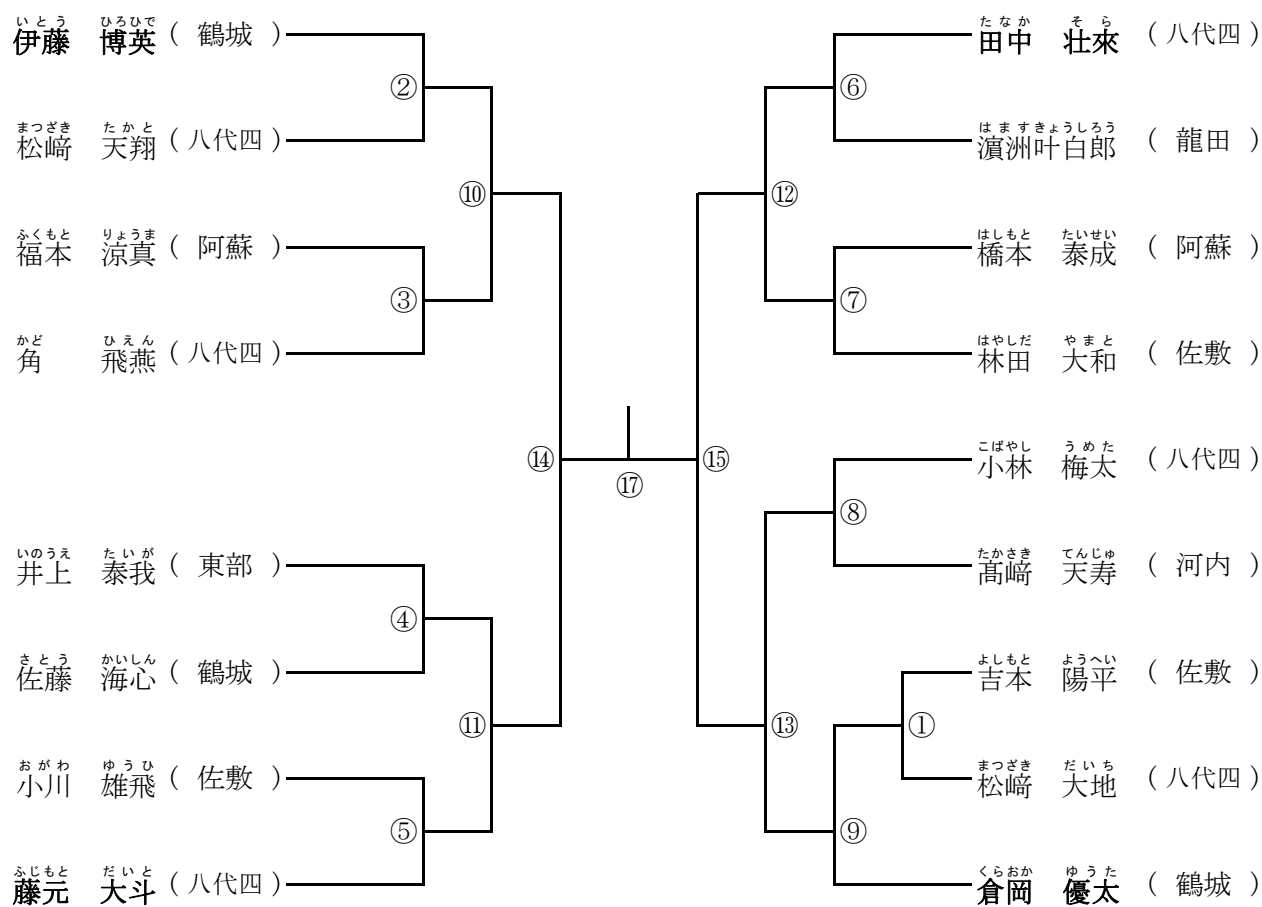 いとう ひろひで
伊藤 博英 ( 鶴城 )
②
まつざき たかと
松﨑 天翔 ( 八代四 )
⑩
ふくもと りょうま
福本 涼真 ( 阿蘇 )
③
かど ひえん
角 飛燕 ( 八代四 )
⑭
いのうえ たいが
井上 泰我 ( 東部 )
④
さとう かいしん
佐藤 海心 ( 鶴城 )
⑪
おがわ ゆうひ
小川 雄飛 ( 佐敷 )
⑤
ふじもと だいと
藤元 大斗 ( 八代四 )
⑰
たなか そら
田中 壮來 ( 八代四 )
⑥
はますきょうしろう
濵洲叶白郎 ( 龍田 )
⑫
はしもと たいせい
橋本 泰成 ( 阿蘇 )
⑦
はやしだ やまと
林田 大和 ( 佐敷 )
⑮
こばやし うめた
小林 梅太 ( 八代四 )
⑧
たかさき てんじゅ
髙﨑 天寿 ( 河内 )
⑬
よしもと ようへい
吉本 陽平 ( 佐敷 )
①
まつざき だいち
松﨑 大地 ( 八代四 )
⑨
くらおか ゆうた
倉岡 優太 ( 鶴城 )